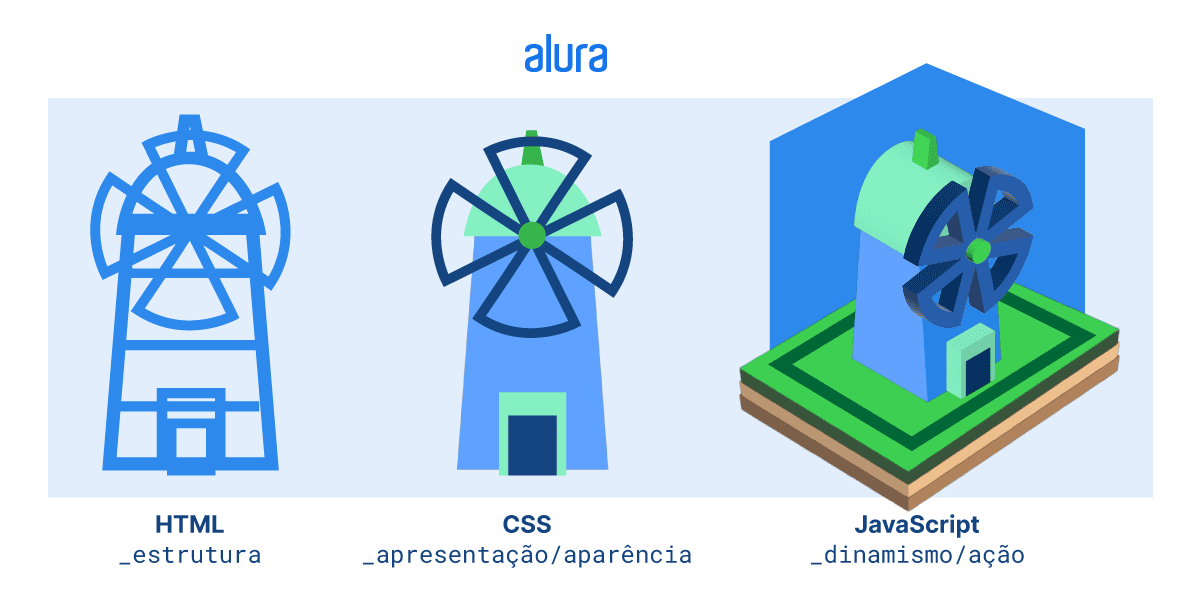 alura
HTML
_estrutura
CSS
_apresentação/aparência
JavaScript
_dinamismo/ação